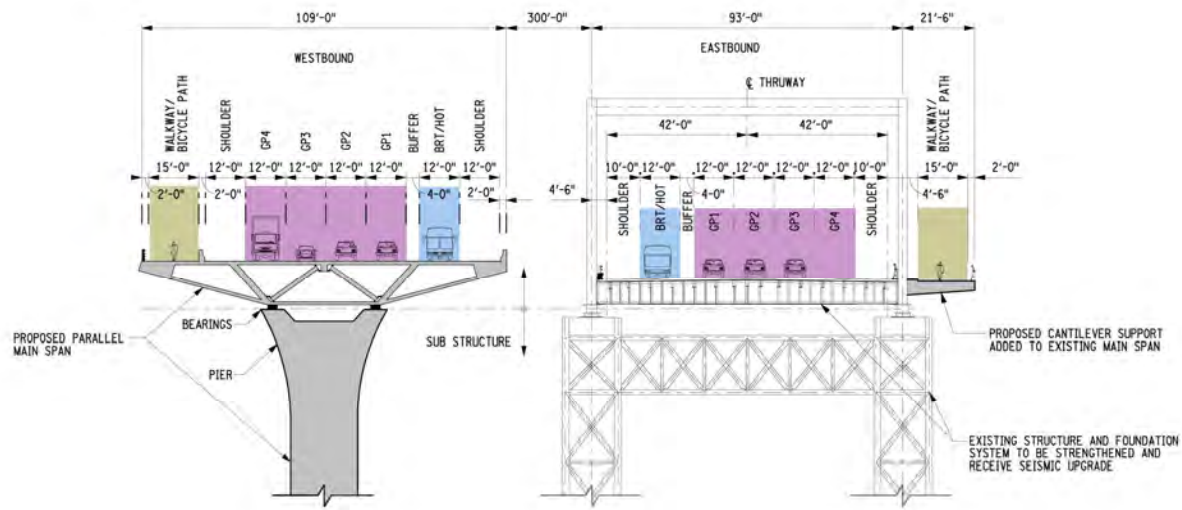 109'-0"
300'-0"
93'-0"
21'-6"
WESTBOUND
EASTBOUND
℄ THRUWAY
WALKWAY/
BICYCLE PATH
SHOULDER
GP4
GP3
GP2
GP1
BUFFER
BRT/HOT
SHOULDER
WALKWAY/
BICYCLE PATH
42'-0"
42'-0"
15'-0"
12'-0"
12'-0"
12'-0"
12'-0"
12'-0"
12'-0"
12'-0"
2'-0"
2'-0"
4-0"
2'-0"
4'-6"
10'-0"
12'-0"
12'-0"
12'-0"
12'-0"
12'-0"
10'-0"
15'-0"
2'-0"
4-0"
4'-6"
SHOULDER
BRT/HOT
BUFFER
GP1
GP2
GP3
GP4
SHOULDER
BEARINGS
PROPOSED PARALLEL
MAIN SPAN
SUB STRUCTURE
PIER
PROPOSED CANTILEVER SUPPORT
ADDED TO EXISTING MAIN SPAN
EXISTING STRUCTURE AND FOUNDATION
SYSTEM TO BE STRENGTHENED AND
RECEIVE SEISMIC UPGRADE